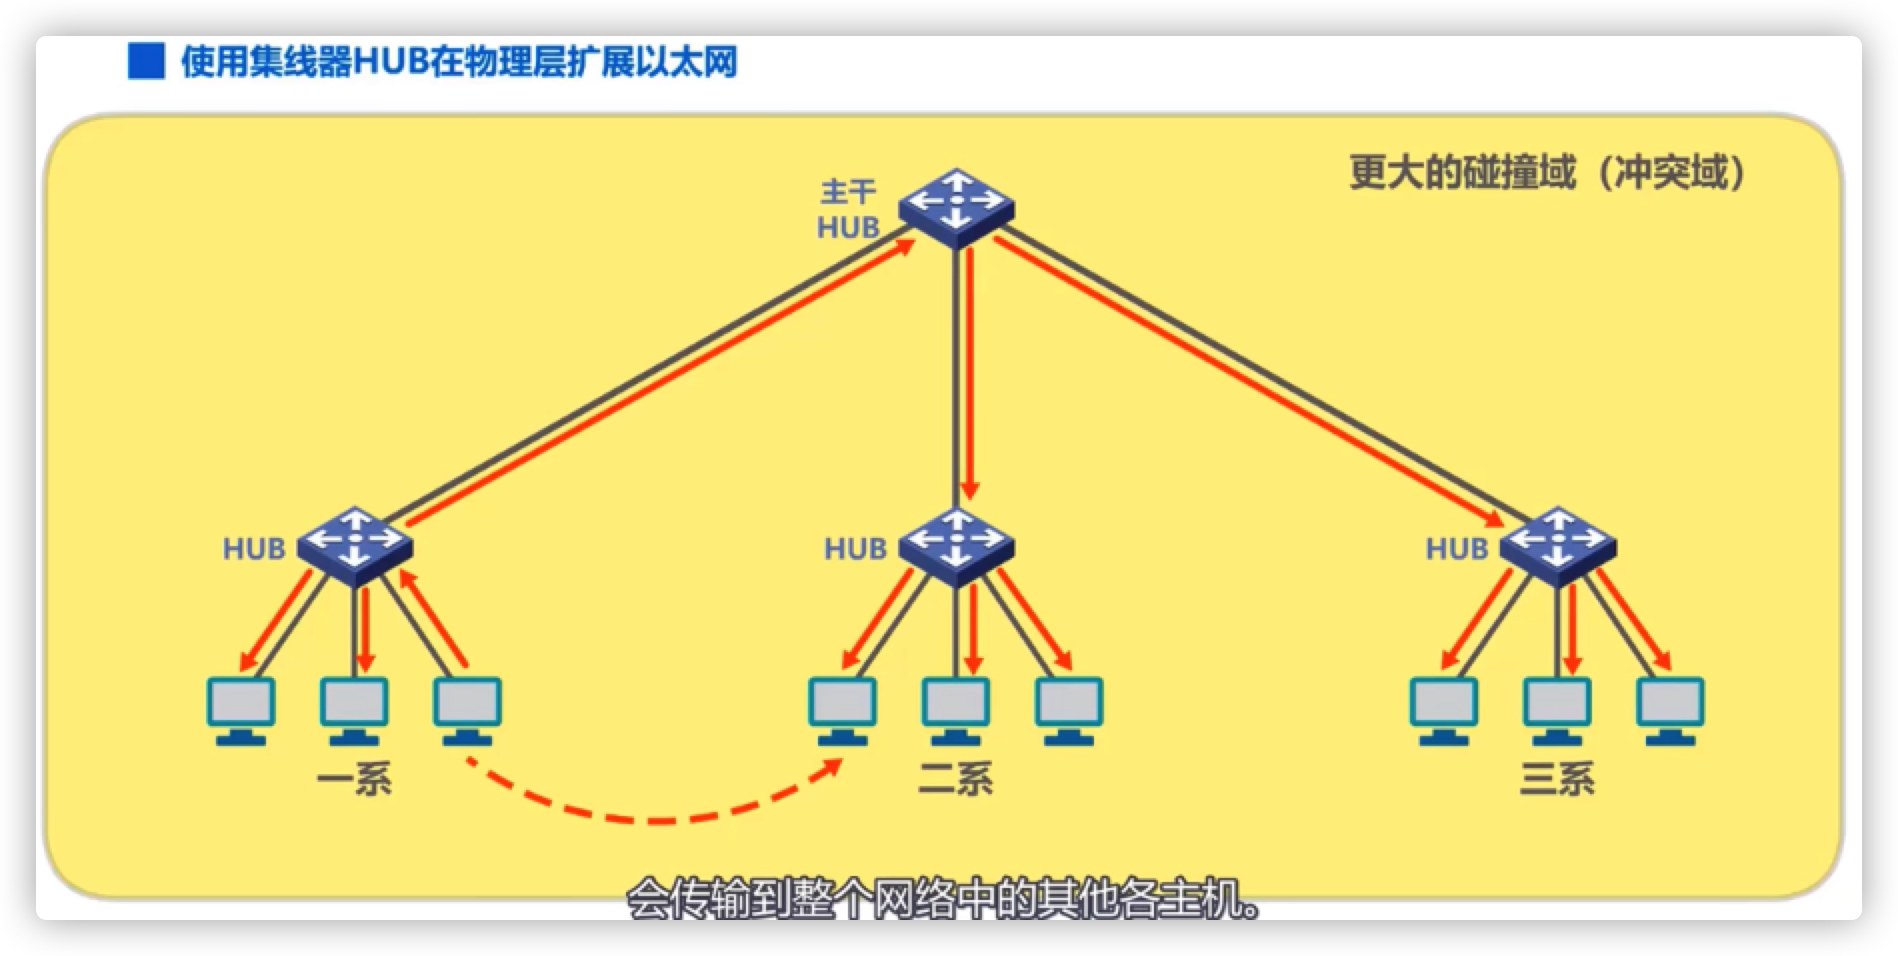 使用集线器HUB在物理层扩展以太网
更大的碰撞域（冲突域）
主干
HUB
HUB
HUB
HUB
一系
二系
三系
会传输到整个网络中的其他各主机。